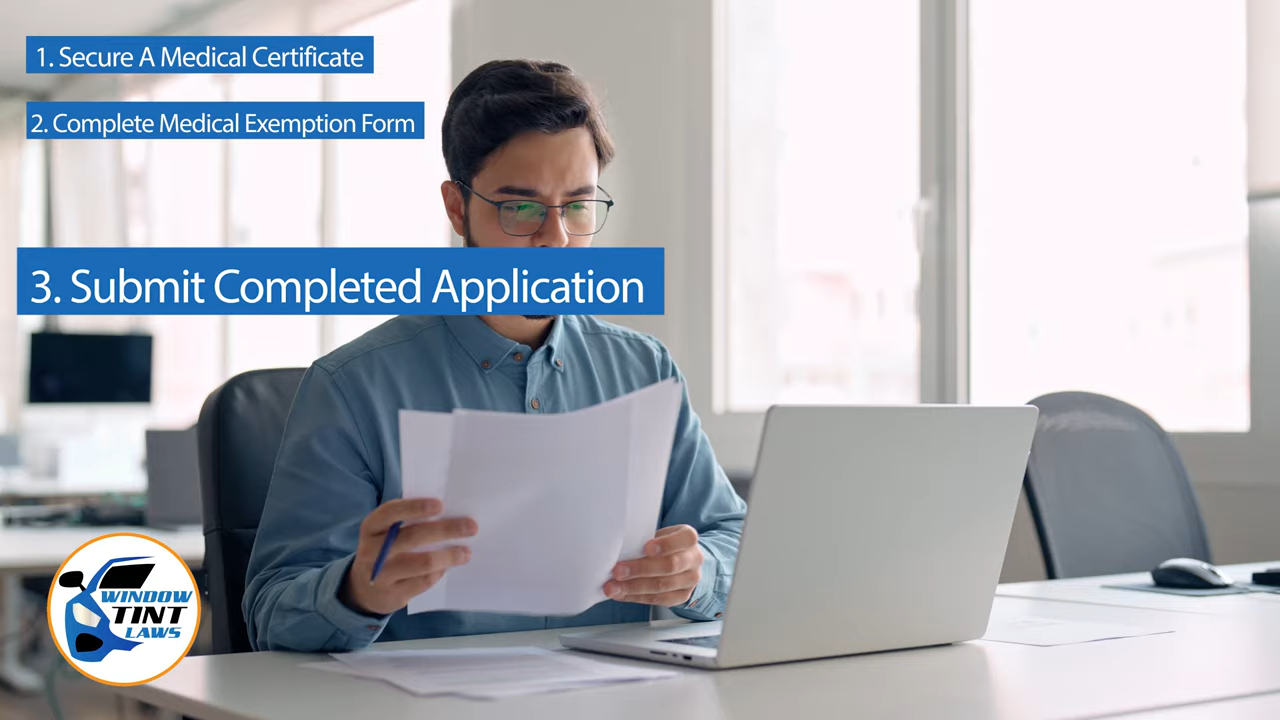 1. Secure A Medical Certificate
2. Complete Medical Exemption Form
3. Submit Completed Application
WINDOW
TINT
LAWS